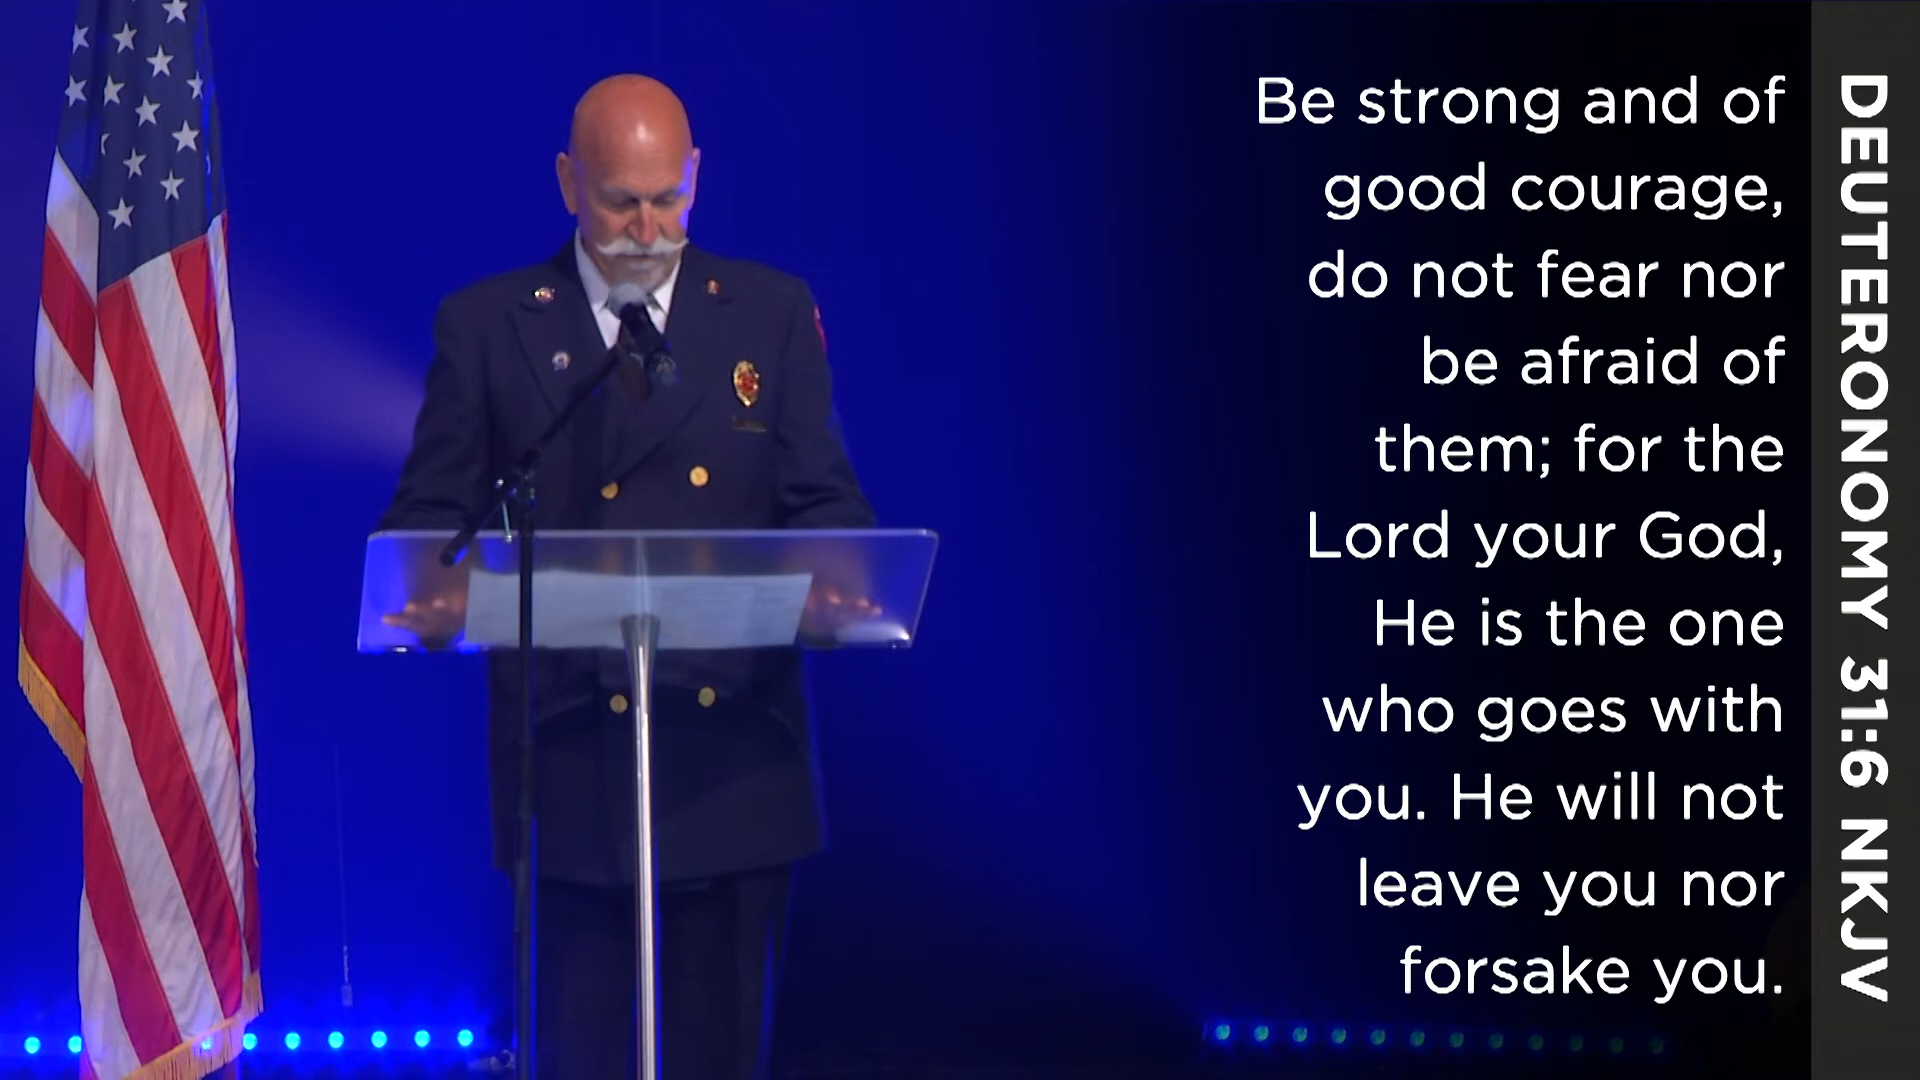 Be strong and of
good courage,
do not fear nor
be afraid of
them; for the
Lord your God,
He is the one
who goes with
you. He will not
leave you nor
forsake you.
DEUTERONOMY 31:6 NKJV